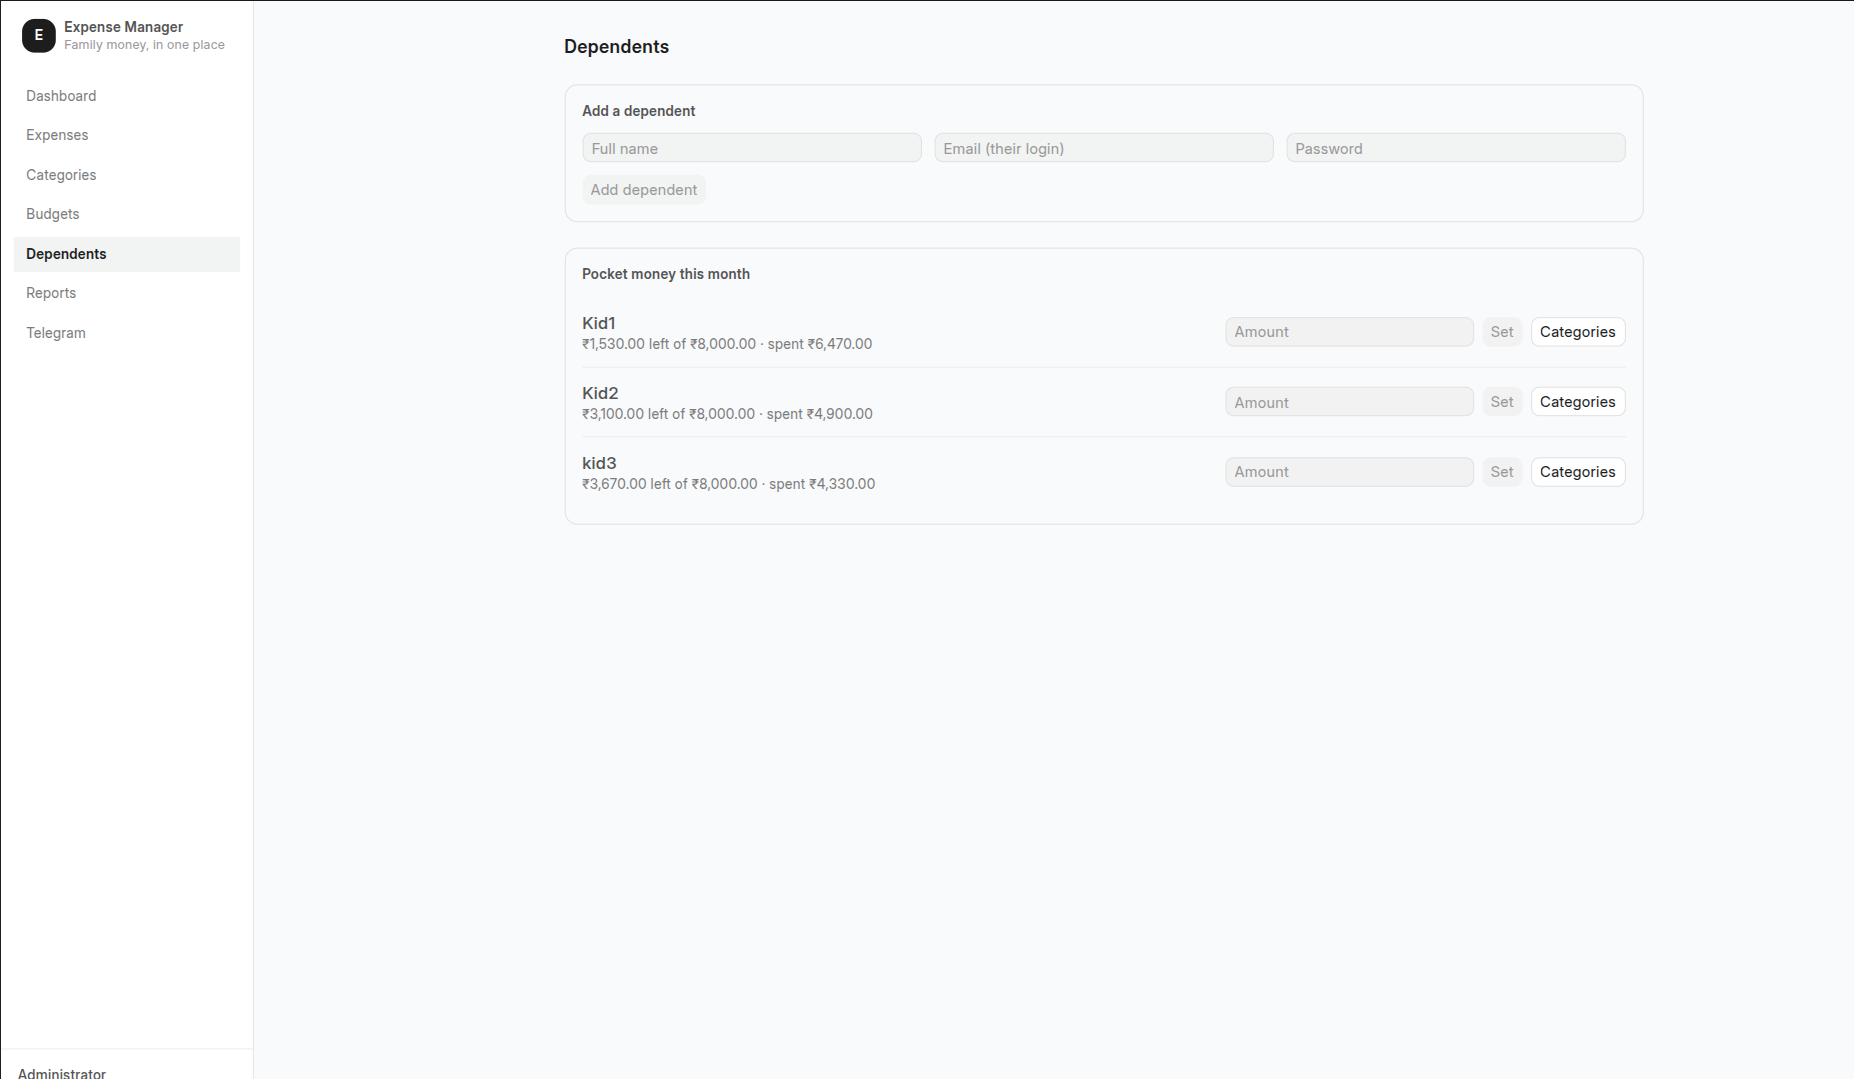 E
Expense Manager
Family money, in one place
Dashboard
Expenses
Categories
Budgets
Dependents
Reports
Telegram
Administrator
Dependents
Add a dependent
Full name
Email (their login)
Password
Add dependent
Pocket money this month
Kid1
₹1,530.00 left of ₹8,000.00 · spent ₹6,470.00
Amount
Set
Categories
Kid2
₹3,100.00 left of ₹8,000.00 · spent ₹4,900.00
Amount
Set
Categories
kid3
₹3,670.00 left of ₹8,000.00 · spent ₹4,330.00
Amount
Set
Categories